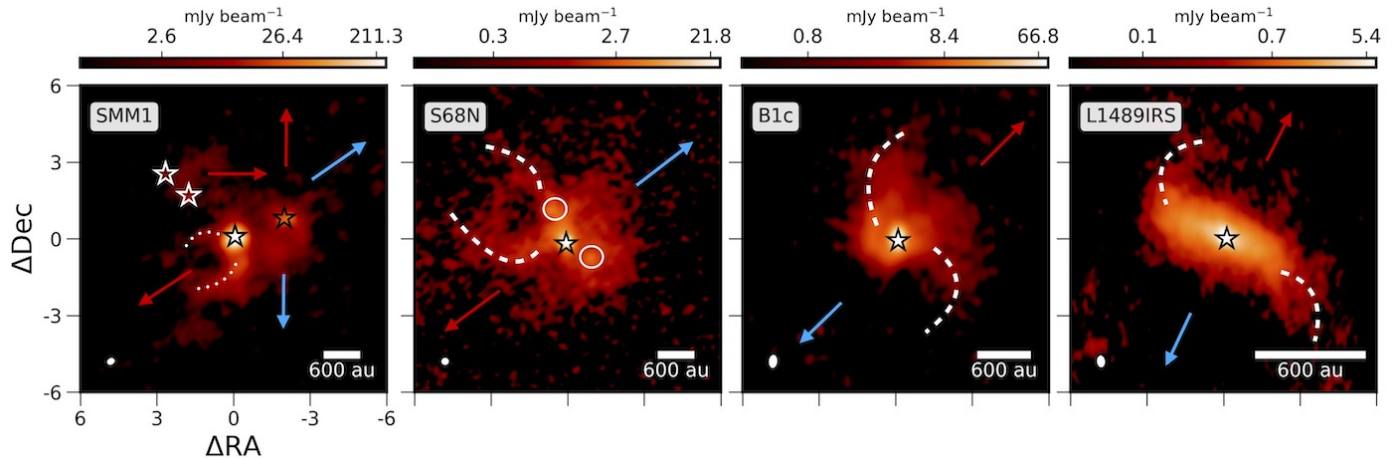 mJy beam⁻¹ mJy beam⁻¹ mJy beam⁻¹ mJy beam⁻¹
2.6 26.4 211.3 0.3 2.7 21.8 0.8 8.4 66.8 0.1 0.7 5.4
6
SMM1 S68N B1c L1489IRS
3
0
ΔDec
-3
600 au 600 au 600 au 600 au
-6
6 3 0 -3 -6
ΔRA